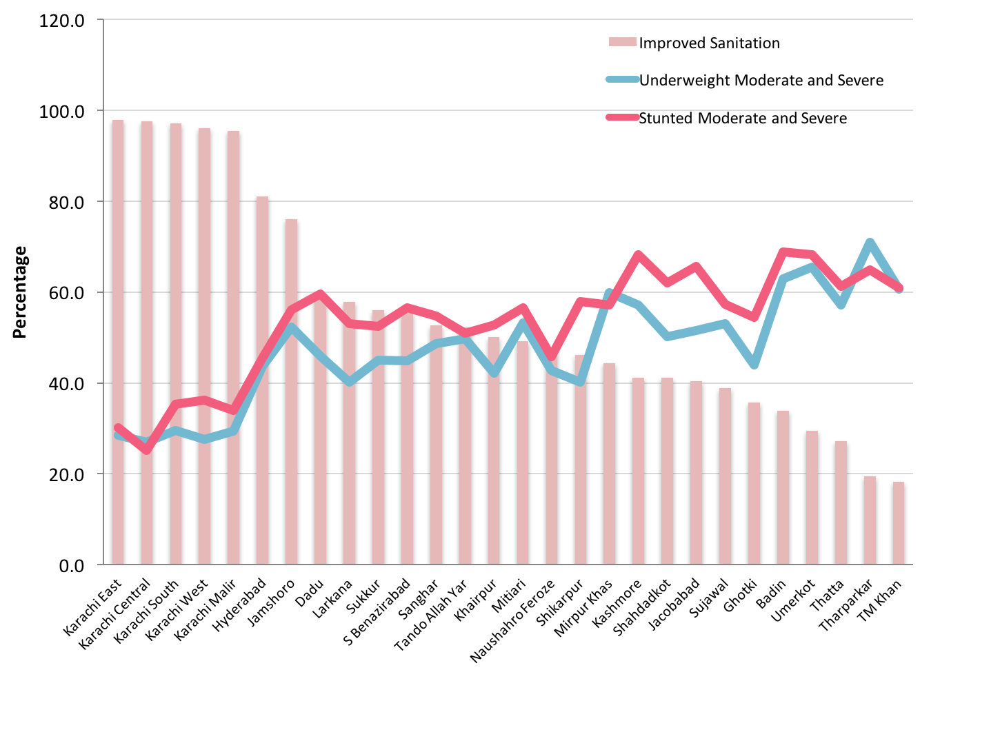 120.0
100.0
80.0
60.0
40.0
20.0
0.0
Percentage
Improved Sanitation
Underweight Moderate and Severe
Stunted Moderate and Severe
Karachi East
Karachi Central
Karachi South
Karachi West
Karachi Malir
Hyderabad
Jamshoro
Dadu
Larkana
Sukkur
S Benazirabad
Sanghar
Tando Allah Yar
Khairpur
Mitiari
Naushahro Feroze
Shikarpur
Mirpur Khas
Kashmore
Shahdadkot
Jacobabad
Sujawal
Ghotki
Badin
Umerkot
Thatta
Tharparkar
TM Khan